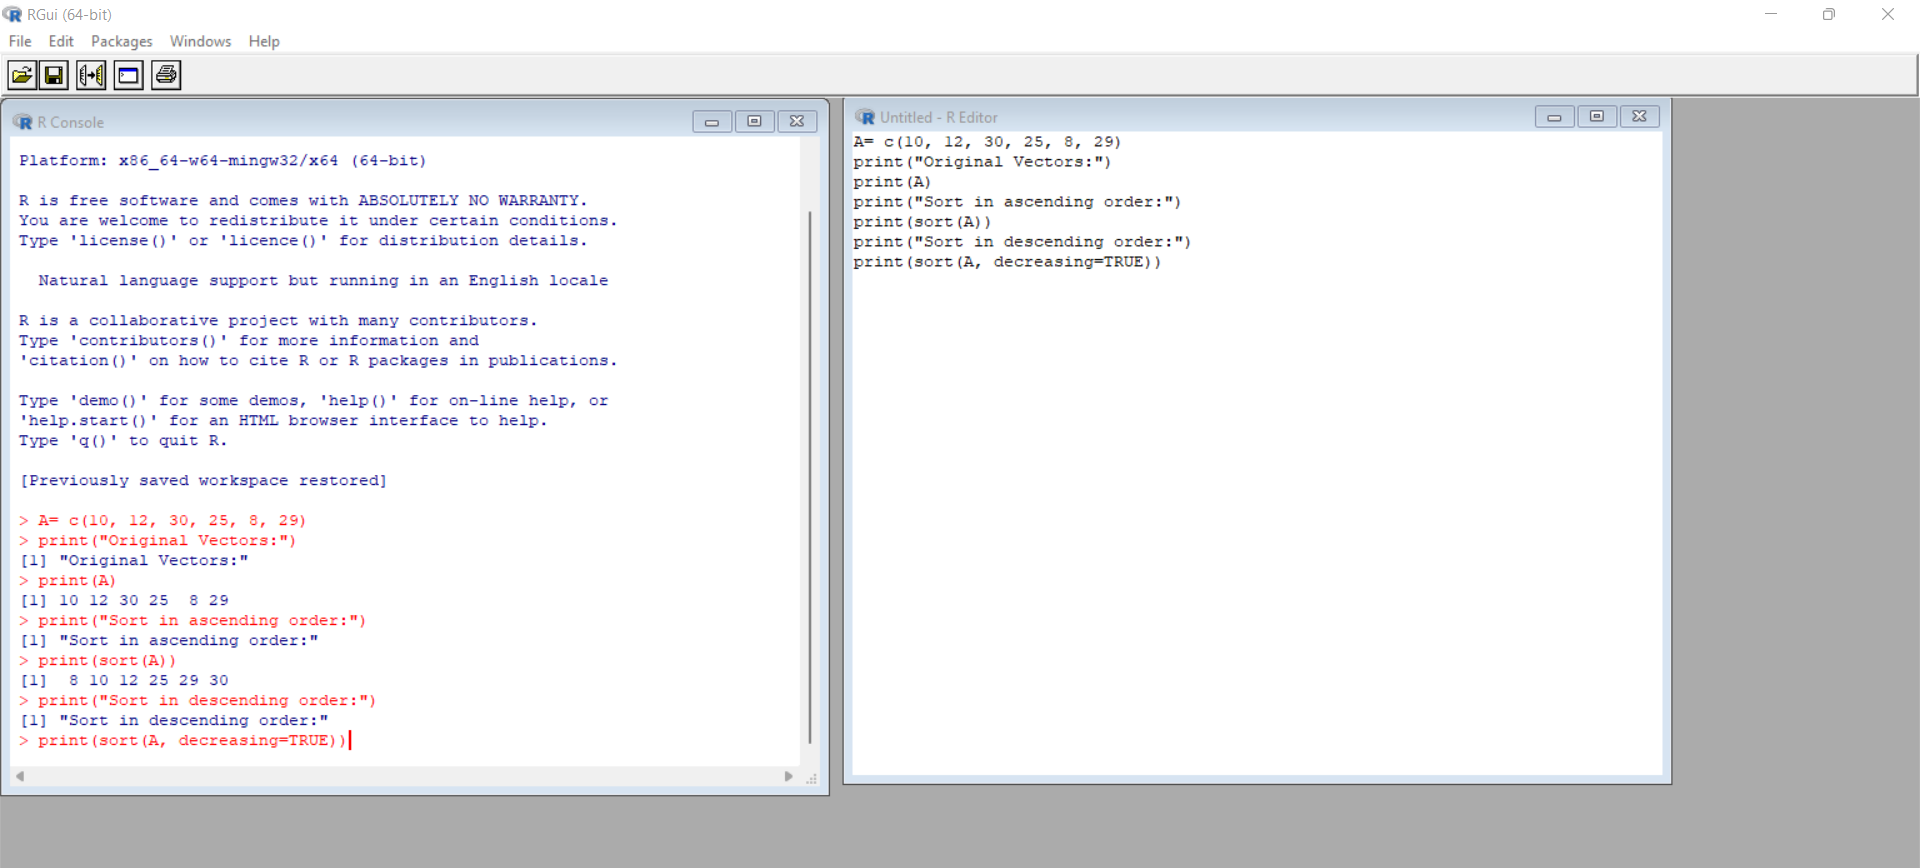 RGui (64-bit)
File Edit Packages Windows Help
R Console
Platform: x86_64-w64-mingw32/x64 (64-bit)
R is free software and comes with ABSOLUTELY NO WARRANTY.
You are welcome to redistribute it under certain conditions.
Type 'license()' or 'licence()' for distribution details.
Natural language support but running in an English locale
R is a collaborative project with many contributors.
Type 'contributors()' for more information and
'citation()' on how to cite R or R packages in publications.
Type 'demo()' for some demos, 'help()' for on-line help, or
'help.start()' for an HTML browser interface to help.
Type 'q()' to quit R.
[Previously saved workspace restored]
> A= c(10, 12, 30, 25, 8, 29)
> print("Original Vectors:")
[1] "Original Vectors:"
> print(A)
[1] 10 12 30 25  8 29
> print("Sort in ascending order:")
[1] "Sort in ascending order:"
> print(sort(A))
[1]  8 10 12 25 29 30
> print("Sort in descending order:")
[1] "Sort in descending order:"
> print(sort(A, decreasing=TRUE))
Untitled - R Editor
A= c(10, 12, 30, 25, 8, 29)
print("Original Vectors:")
print(A)
print("Sort in ascending order:")
print(sort(A))
print("Sort in descending order:")
print(sort(A, decreasing=TRUE))